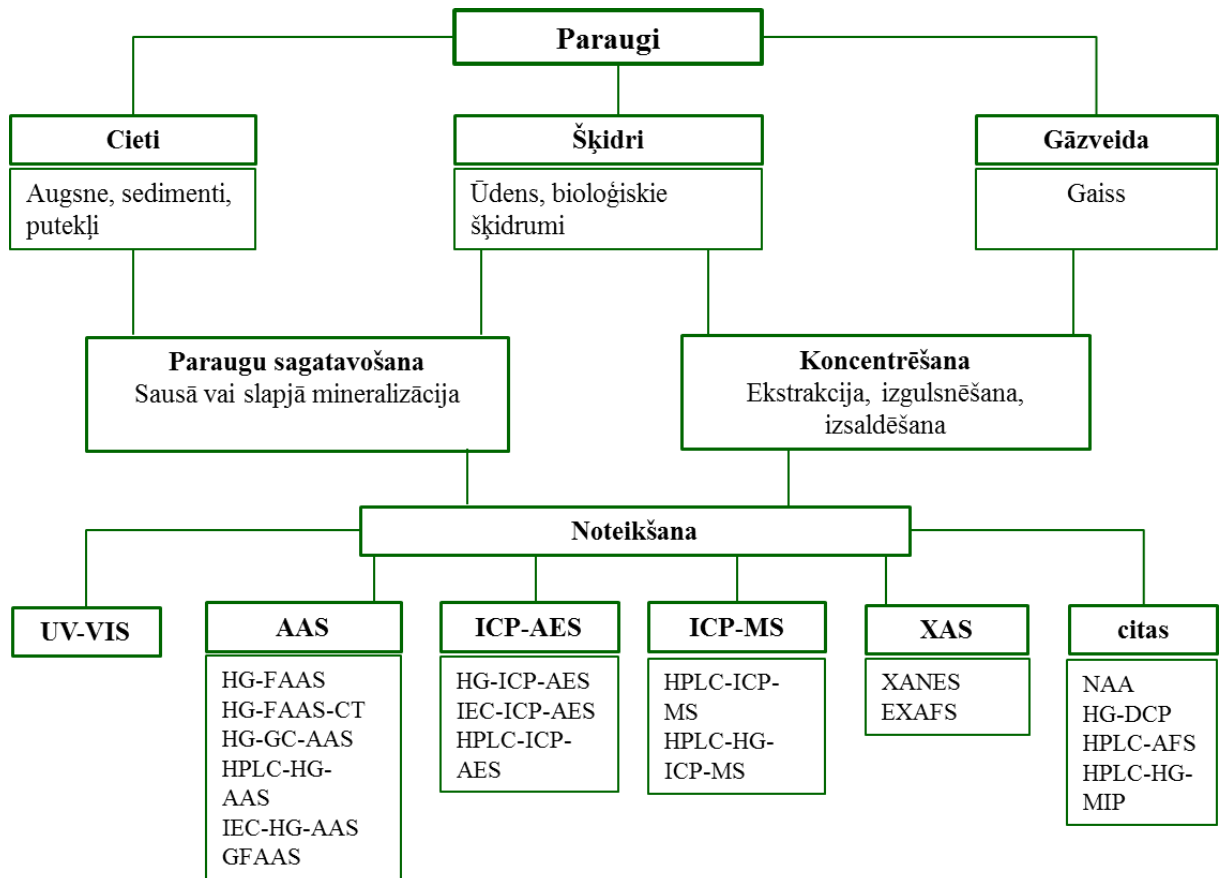 Paraugi
Cieti
Augsne, sedimenti,
putekļi
Šķidri
Ūdens, bioloģiskie
šķidrumi
Gāzveida
Gaiss
Paraugu sagatavošana
Sausā vai slapjā mineralizācija
Koncentrēšana
Ekstrakcija, izgulsnēšana,
izsaldēšana
Noteikšana
UV-VIS
AAS
HG-FAAS
HG-FAAS-CT
HG-GC-AAS
HPLC-HG-
AAS
IEC-HG-AAS
GFAAS
ICP-AES
HG-ICP-AES
IEC-ICP-AES
HPLC-ICP-
AES
ICP-MS
HPLC-ICP-
MS
HPLC-HG-
ICP-MS
XAS
XANES
EXAFS
citas
NAA
HG-DCP
HPLC-AFS
HPLC-HG-
MIP